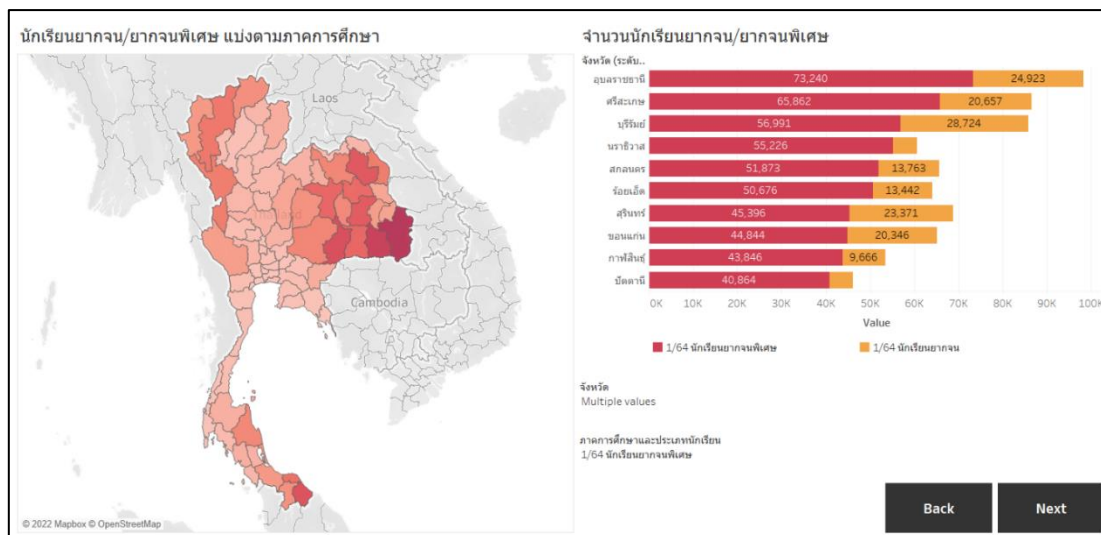 นักเรียนยากจน/ยากจนพิเศษ แบ่งตามภาคการศึกษา
Laos
Thailand
Cambodia
© 2022 Mapbox © OpenStreetMap
จำนวนนักเรียนยากจน/ยากจนพิเศษ
จังหวัด (ระดับ..
อุบลราชธานี 73,240 24,923
ศรีสะเกษ 65,862 20,657
บุรีรัมย์ 56,991 28,724
นราธิวาส 55,226
สกลนคร 51,873 13,763
ร้อยเอ็ด 50,676 13,442
สุรินทร์ 45,396 23,371
ขอนแก่น 44,844 20,346
กาฬสินธุ์ 43,846 9,666
ปัตตานี 40,864
0K 10K 20K 30K 40K 50K 60K 70K 80K 90K 100K
Value
1/64 นักเรียนยากจนพิเศษ 1/64 นักเรียนยากจน
จังหวัด
Multiple values
ภาคการศึกษาและประเภทนักเรียน
1/64 นักเรียนยากจนพิเศษ
Back Next